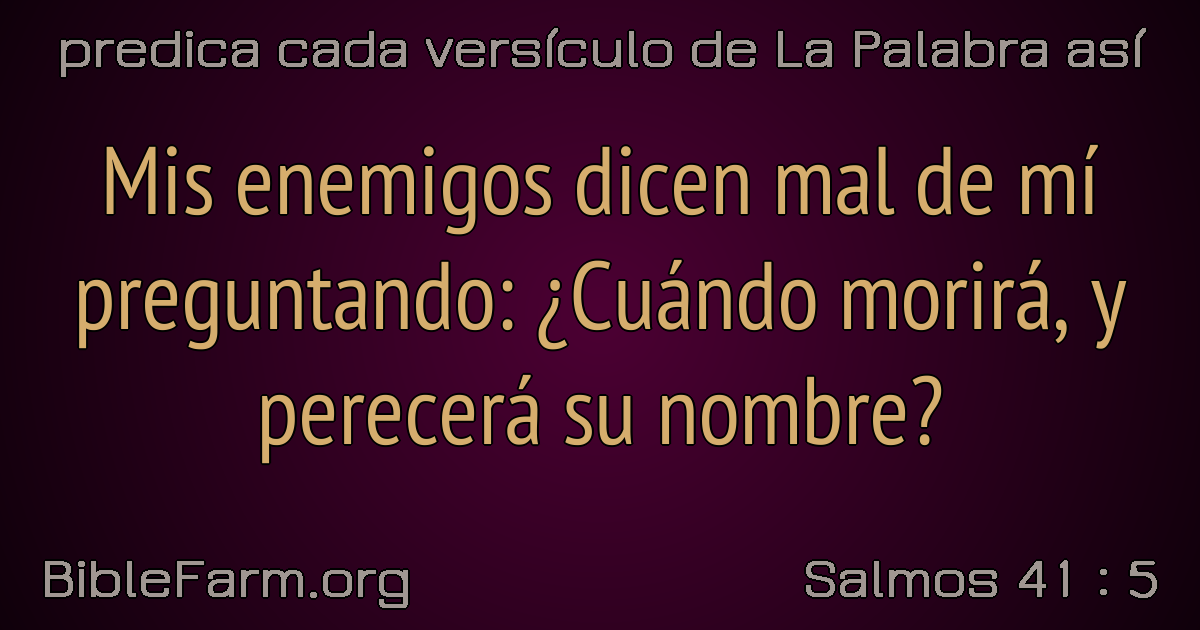 predica cada versículo de La Palabra así
Mis enemigos dicen mal de mí
preguntando: ¿Cuándo morirá, y
perecerá su nombre?
BibleFarm.org
Salmos 41 : 5